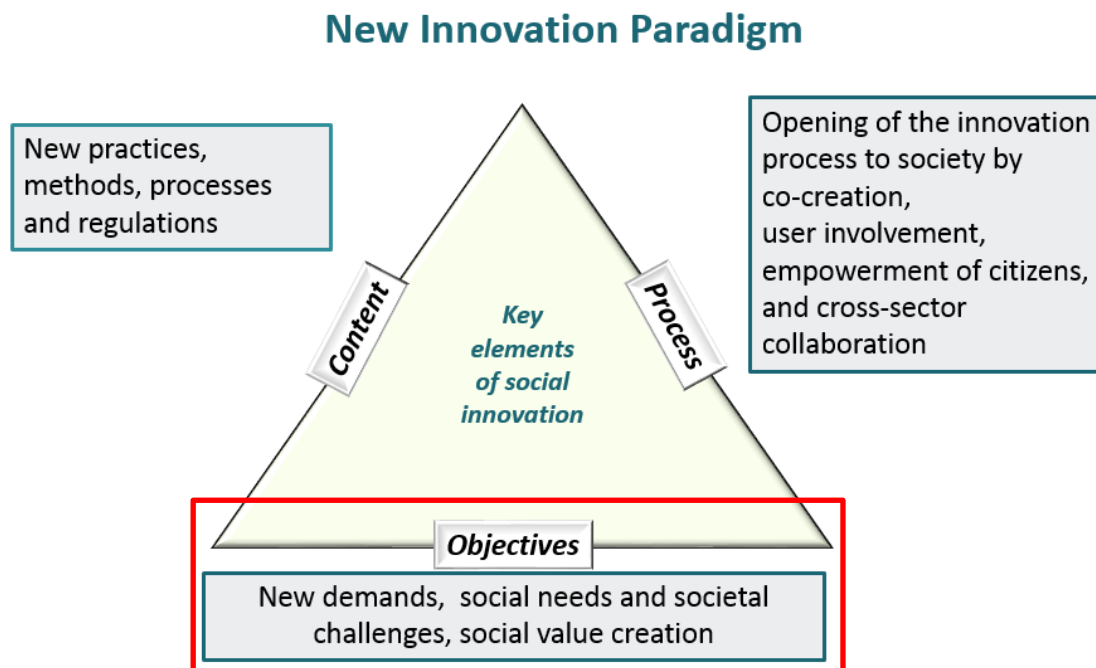 New Innovation Paradigm
New practices,
methods, processes
and regulations
Opening of the innovation
process to society by
co-creation,
user involvement,
empowerment of citizens,
and cross-sector
collaboration
Content
Process
Key
elements
of social
innovation
Objectives
New demands,  social needs and societal
challenges, social value creation